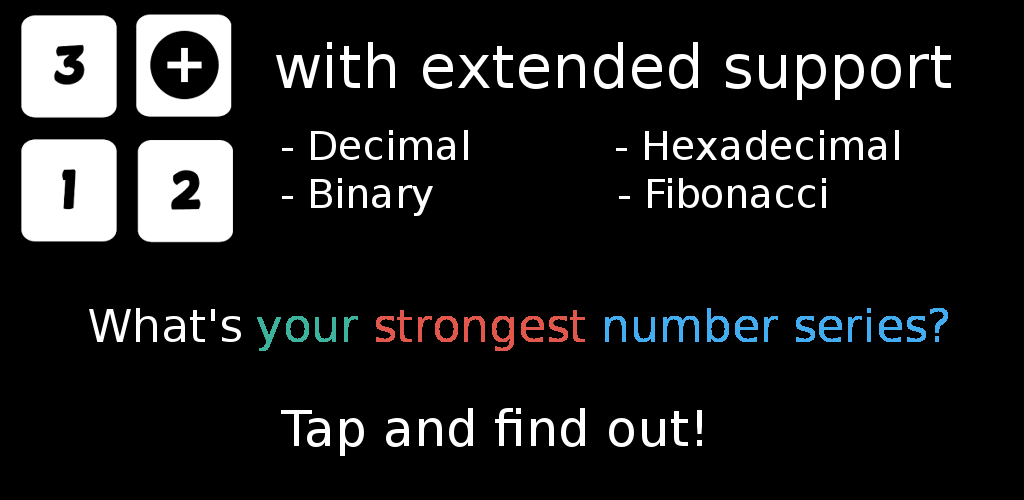 3 +
1 2
with extended support
- Decimal - Hexadecimal
- Binary - Fibonacci
What's your strongest number series?
Tap and find out!